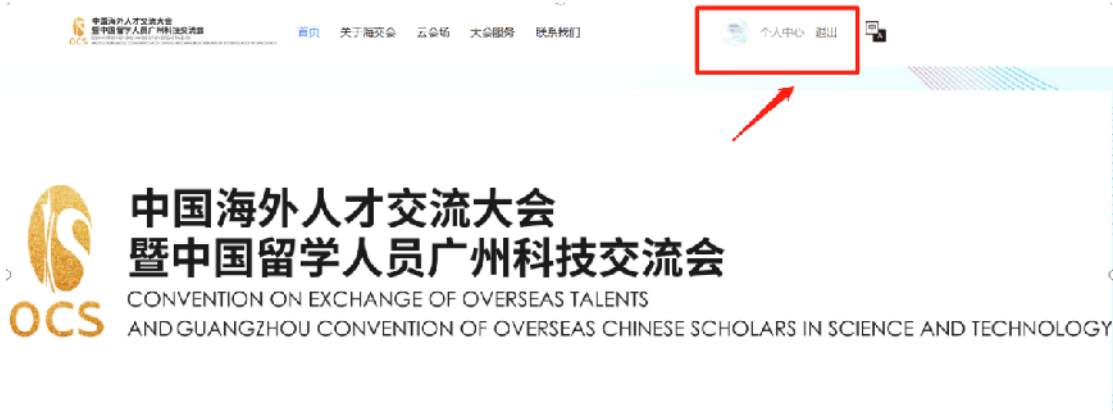 中国海外人才交流大会
暨中国留学人员广州科技交流会
OCS
首页 关于海交会 云会场 大会服务 联系我们
个人中心 退出
中国海外人才交流大会
暨中国留学人员广州科技交流会
CONVENTION ON EXCHANGE OF OVERSEAS TALENTS
OCS
AND GUANGZHOU CONVENTION OF OVERSEAS CHINESE SCHOLARS IN SCIENCE AND TECHNOLOGY